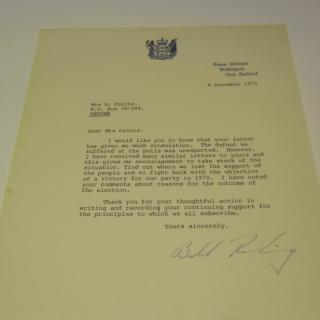 Prime Minister
Wellington
New Zealand
4 December 1975
Mrs G. Cairns,
P.O. Box 30-294,
Dear Mrs Cairns,
I would like you to know that your letter
has given me much consolation. The defeat we
suffered at the polls was unexpected. However,
I have received many similar letters to yours and
this gives me encouragement to take stock of the
situation, find out where we lost the support of
the people and to fight back with the objective
of a victory for our party in 1978. I have noted
your comments about reasons for the outcome of
the election.
Thank you for your thoughtful action in
writing and recording your continuing support for
the principles to which we all subscribe.
Yours sincerely,
Bill Rowling